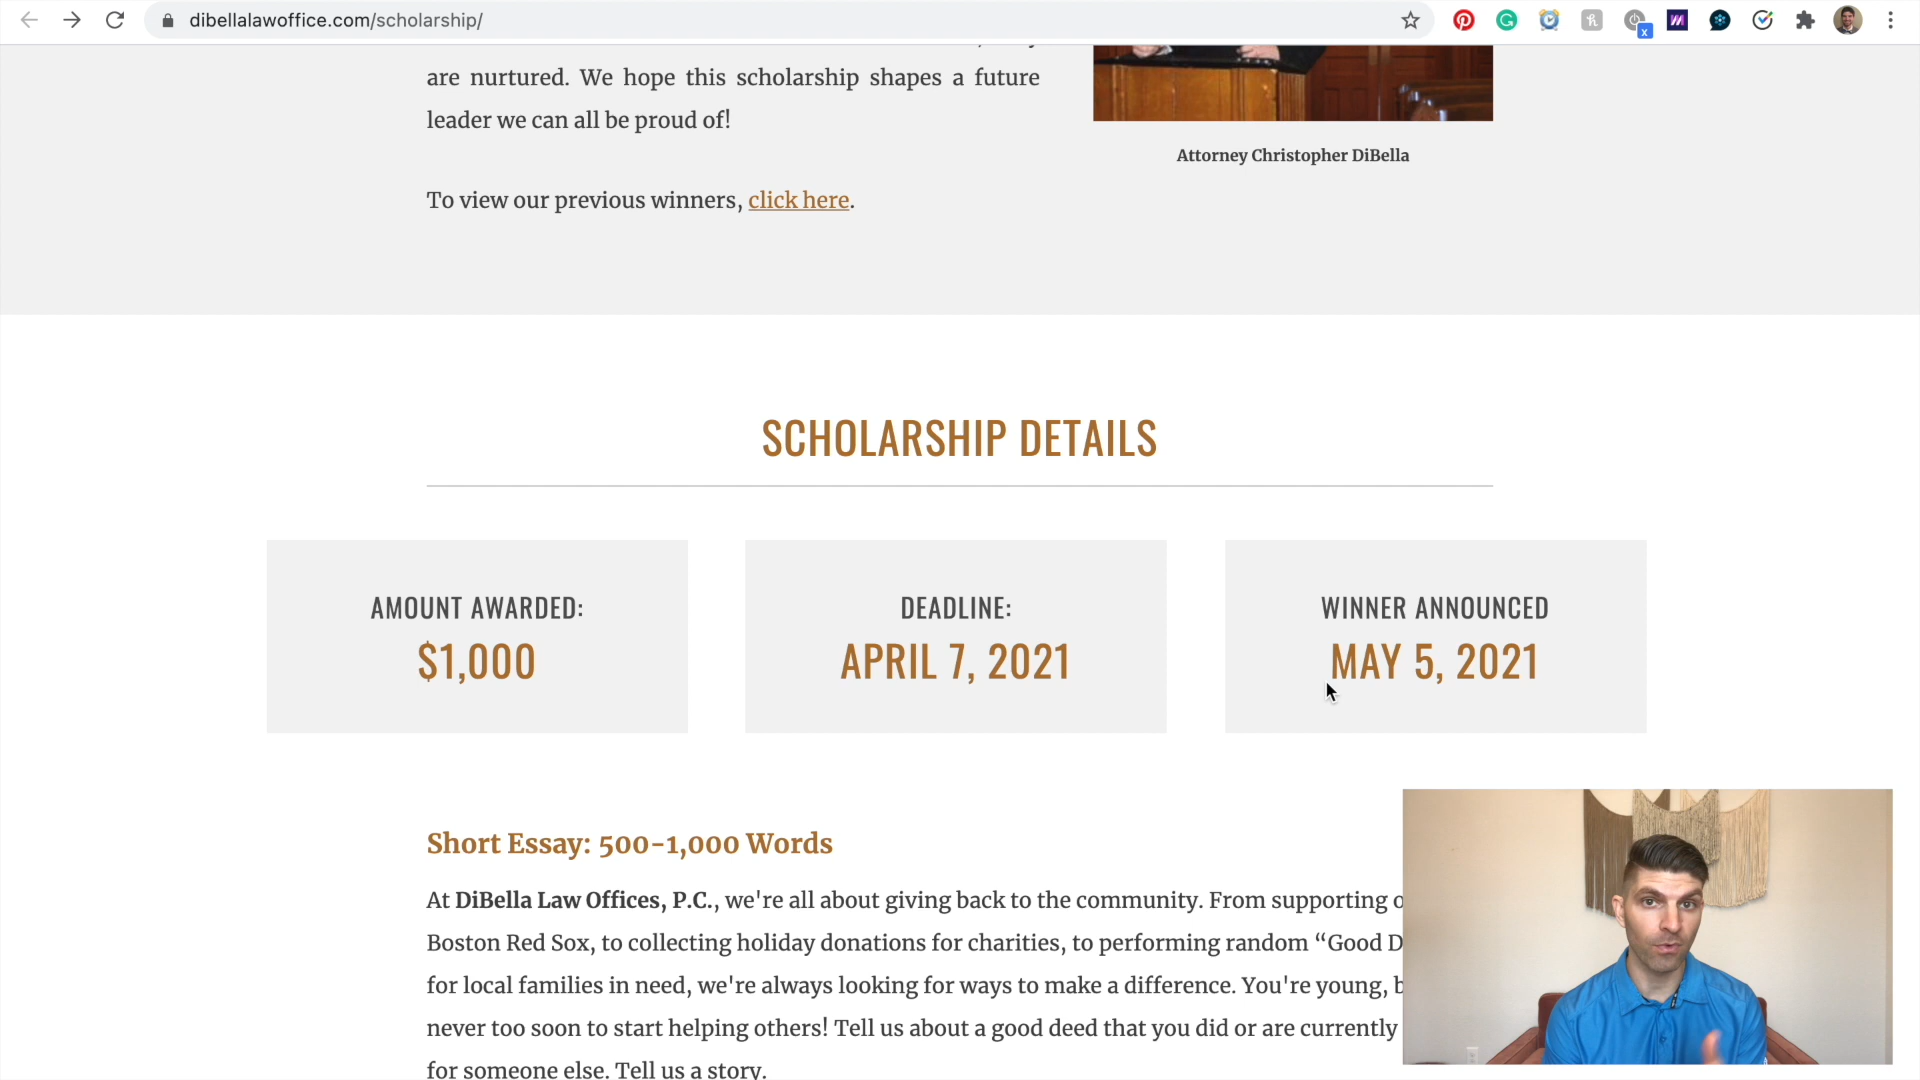 dibellalawoffice.com/scholarship/
are nurtured. We hope this scholarship shapes a future
leader we can all be proud of!
Attorney Christopher DiBella
To view our previous winners, click here.
SCHOLARSHIP DETAILS
AMOUNT AWARDED:
$1,000
DEADLINE:
APRIL 7, 2021
WINNER ANNOUNCED
MAY 5, 2021
Short Essay: 500-1,000 Words
At DiBella Law Offices, P.C., we're all about giving back to the community. From supporting
Boston Red Sox, to collecting holiday donations for charities, to performing random “Good
for local families in need, we're always looking for ways to make a difference. You're young,
never too soon to start helping others! Tell us about a good deed that you did or are currently
for someone else. Tell us a story.